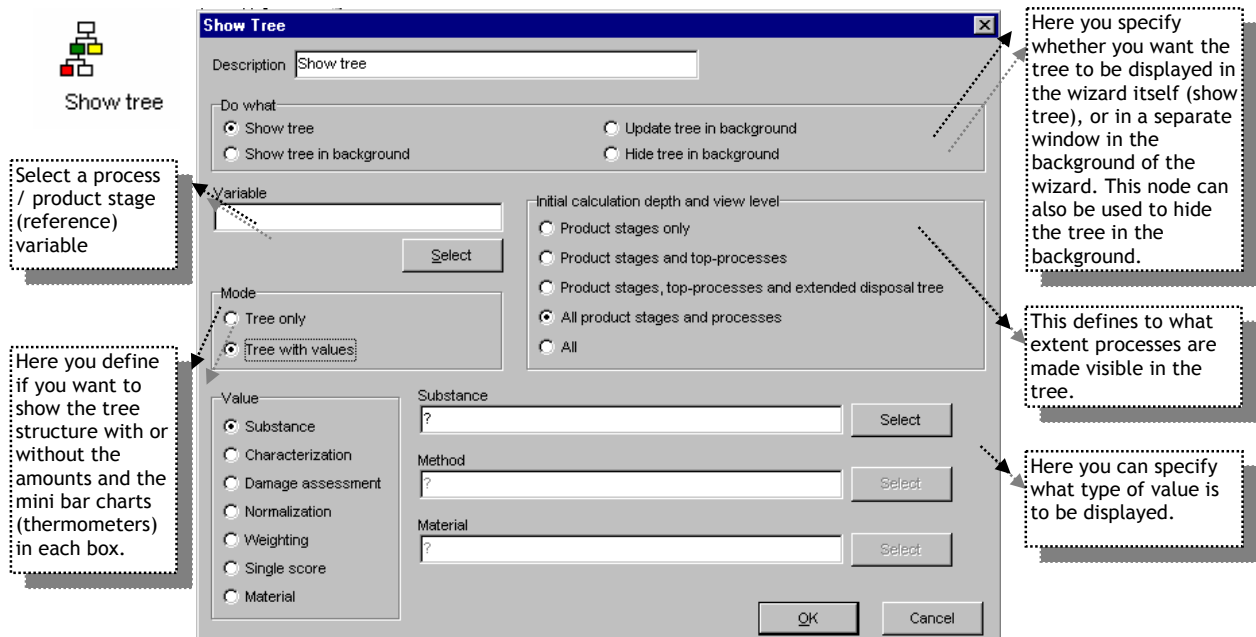 Show tree
Show Tree
Description Show tree
Do what
Show tree
Update tree in background
Show tree in background
Hide tree in background
Variable
Select
Initial calculation depth and view level
Product stages only
Product stages and top-processes
Product stages, top-processes and extended disposal tree
All product stages and processes
All
Mode
Tree only
Tree with values
Value
Substance
Characterization
Damage assessment
Normalization
Weighting
Single score
Material
Substance
? Select
Method
? Select
Material
? Select
OK Cancel
Select a process
/ product stage
(reference)
variable
Here you define
if you want to
show the tree
structure with or
without the
amounts and the
mini bar charts
(thermometers)
in each box.
Here you specify
whether you want the
tree to be displayed in
the wizard itself (show
tree), or in a separate
window in the
background of the
wizard. This node can
also be used to hide
the tree in the
background.
This defines to what
extent processes are
made visible in the
tree.
Here you can specify
what type of value is
to be displayed.